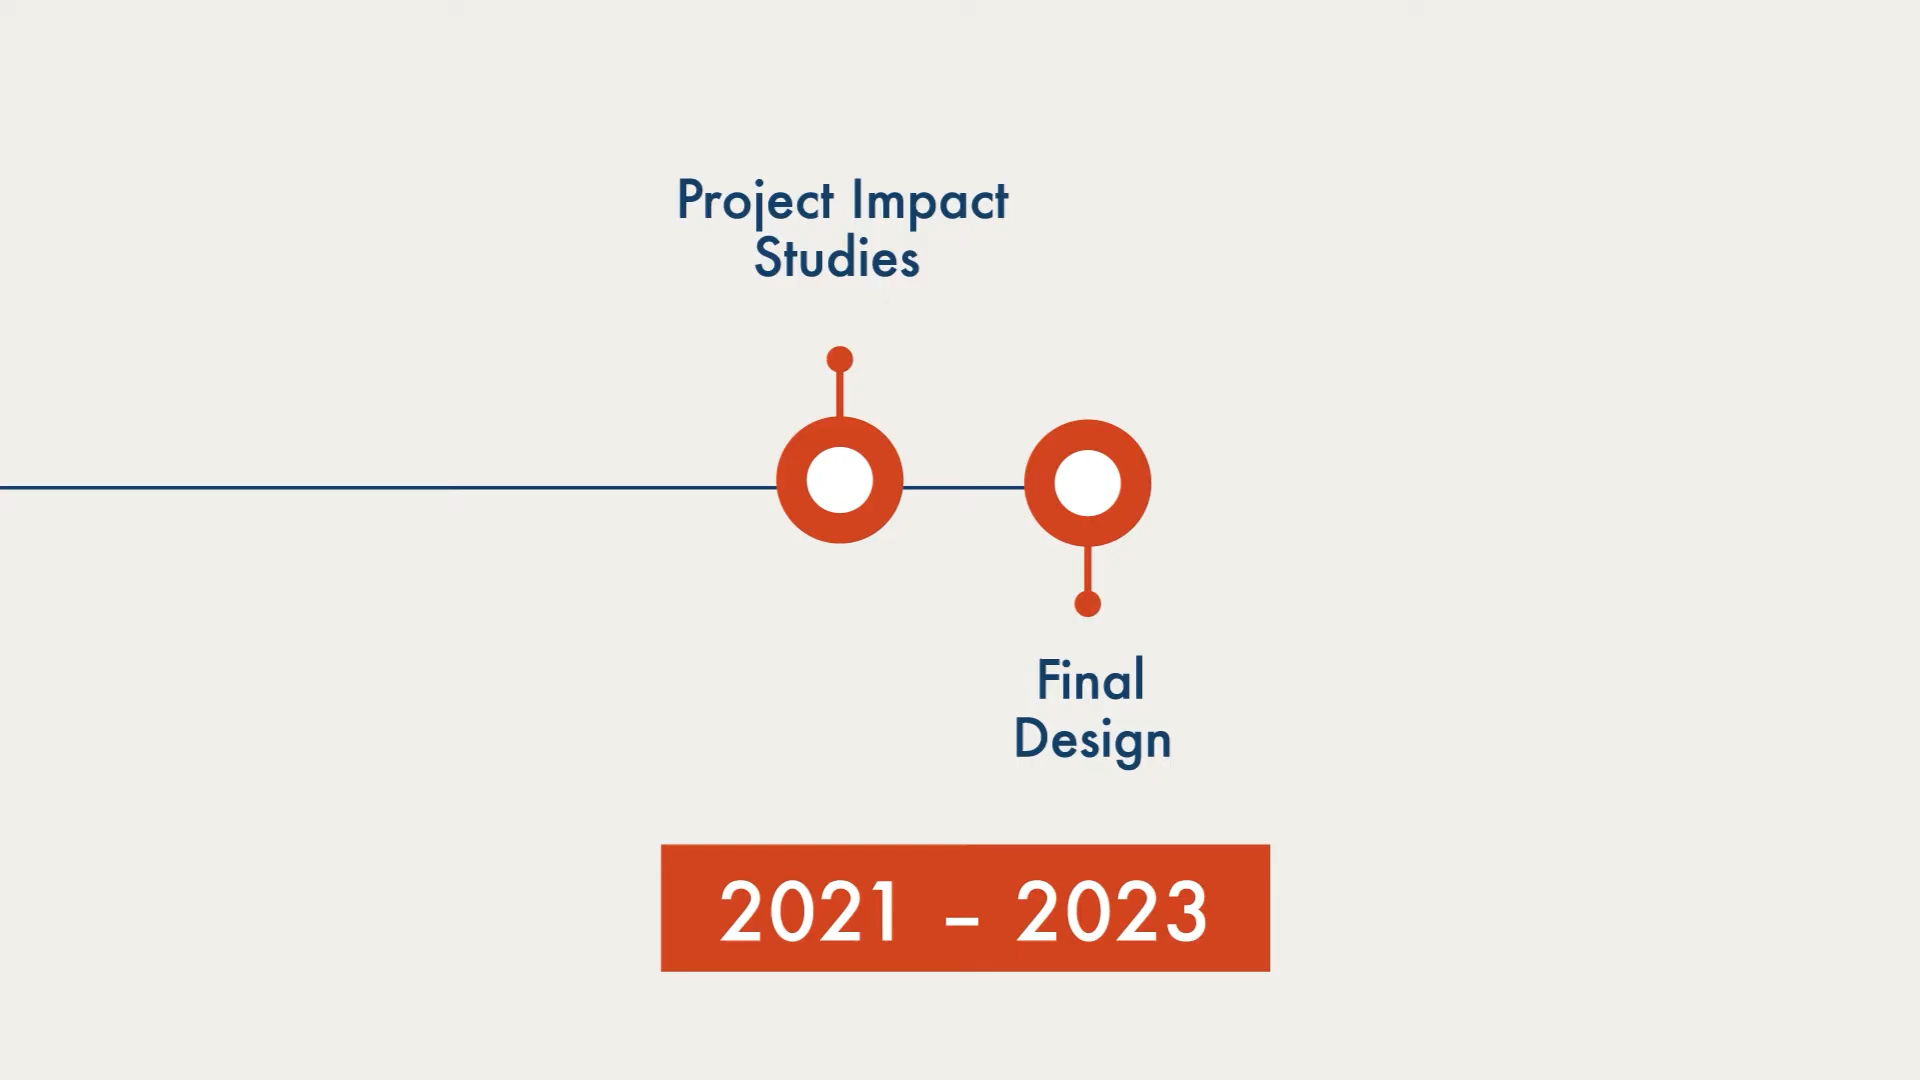 Project Impact
Studies
Final
Design
2021 – 2023